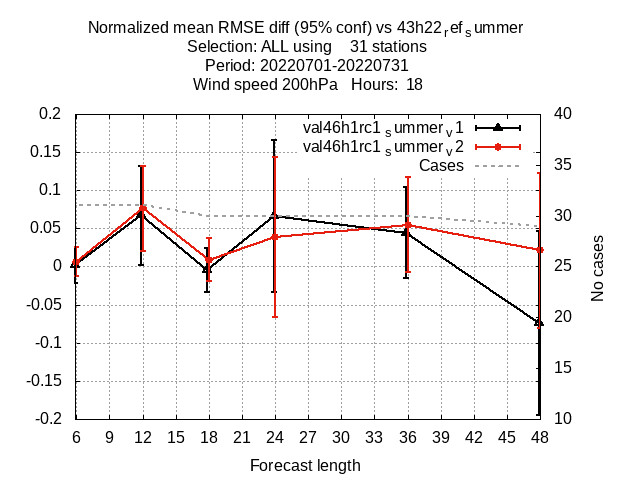 Normalized mean RMSE diff (95% conf) vs 43h22refsummer
Selection: ALL using 31 stations
Period: 20220701-20220731
Wind speed 200hPa Hours: 18
val46h1rc1summerv1
val46h1rc1summerv2
Cases
0.2
0.15
0.1
0.05
0
-0.05
-0.1
-0.15
-0.2
40
35
30
25
20
15
10
No cases
6 9 12 15 18 21 24 27 30 33 36 39 42 45 48
Forecast length